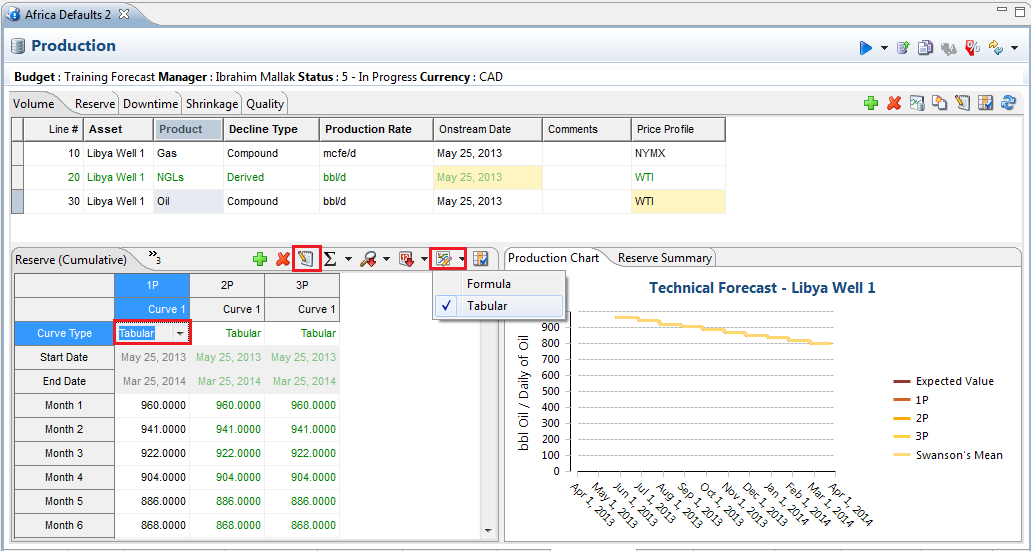 Africa Defaults 2
Production
Budget : Training Forecast Manager : Ibrahim Mallak Status : 5 - In Progress Currency : CAD
Volume Reserve Downtime Shrinkage Quality
Line # Asset Product Decline Type Production Rate Onstream Date Comments Price Profile
10 Libya Well 1 Gas Compound mcfe/d May 25, 2013 NYMX
20 Libya Well 1 NGLs Derived bbl/d May 25, 2013 WTI
30 Libya Well 1 Oil Compound bbl/d May 25, 2013 WTI
Reserve (Cumulative) »3
1P 2P 3P
Curve 1 Curve 1 Curve 1
Curve Type Tabular Tabular Tabular
Start Date May 25, 2013 May 25, 2013 May 25, 2013
End Date Mar 25, 2014 Mar 25, 2014 Mar 25, 2014
Month 1 960.0000 960.0000 960.0000
Month 2 941.0000 941.0000 941.0000
Month 3 922.0000 922.0000 922.0000
Month 4 904.0000 904.0000 904.0000
Month 5 886.0000 886.0000 886.0000
Month 6 868.0000 868.0000 868.0000
Formula
Tabular
Production Chart Reserve Summary
Technical Forecast - Libya Well 1
bbl Oil / Daily of Oil
900
800
700
600
500
400
300
200
100
0
Apr 1, 2013
May 1, 2013
Jun 1, 2013
Jul 1, 2013
Aug 1, 2013
Sep 1, 2013
Oct 1, 2013
Nov 1, 2013
Dec 1, 2013
Jan 1, 2014
Feb 1, 2014
Mar 1, 2014
Apr 1, 2014
Expected Value
1P
2P
3P
Swanson's Mean